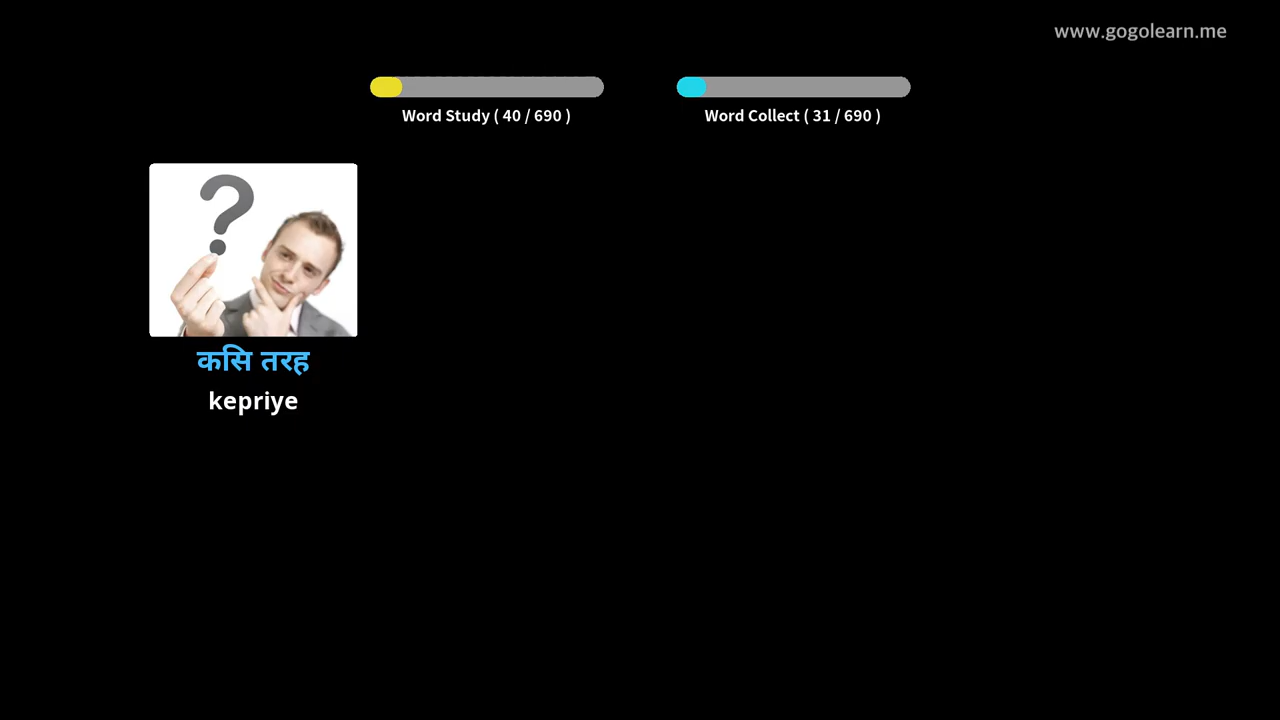 www.gogolearn.me
Word Study ( 40 / 690 )
Word Collect ( 31 / 690 )
कसि तरह
kepriye